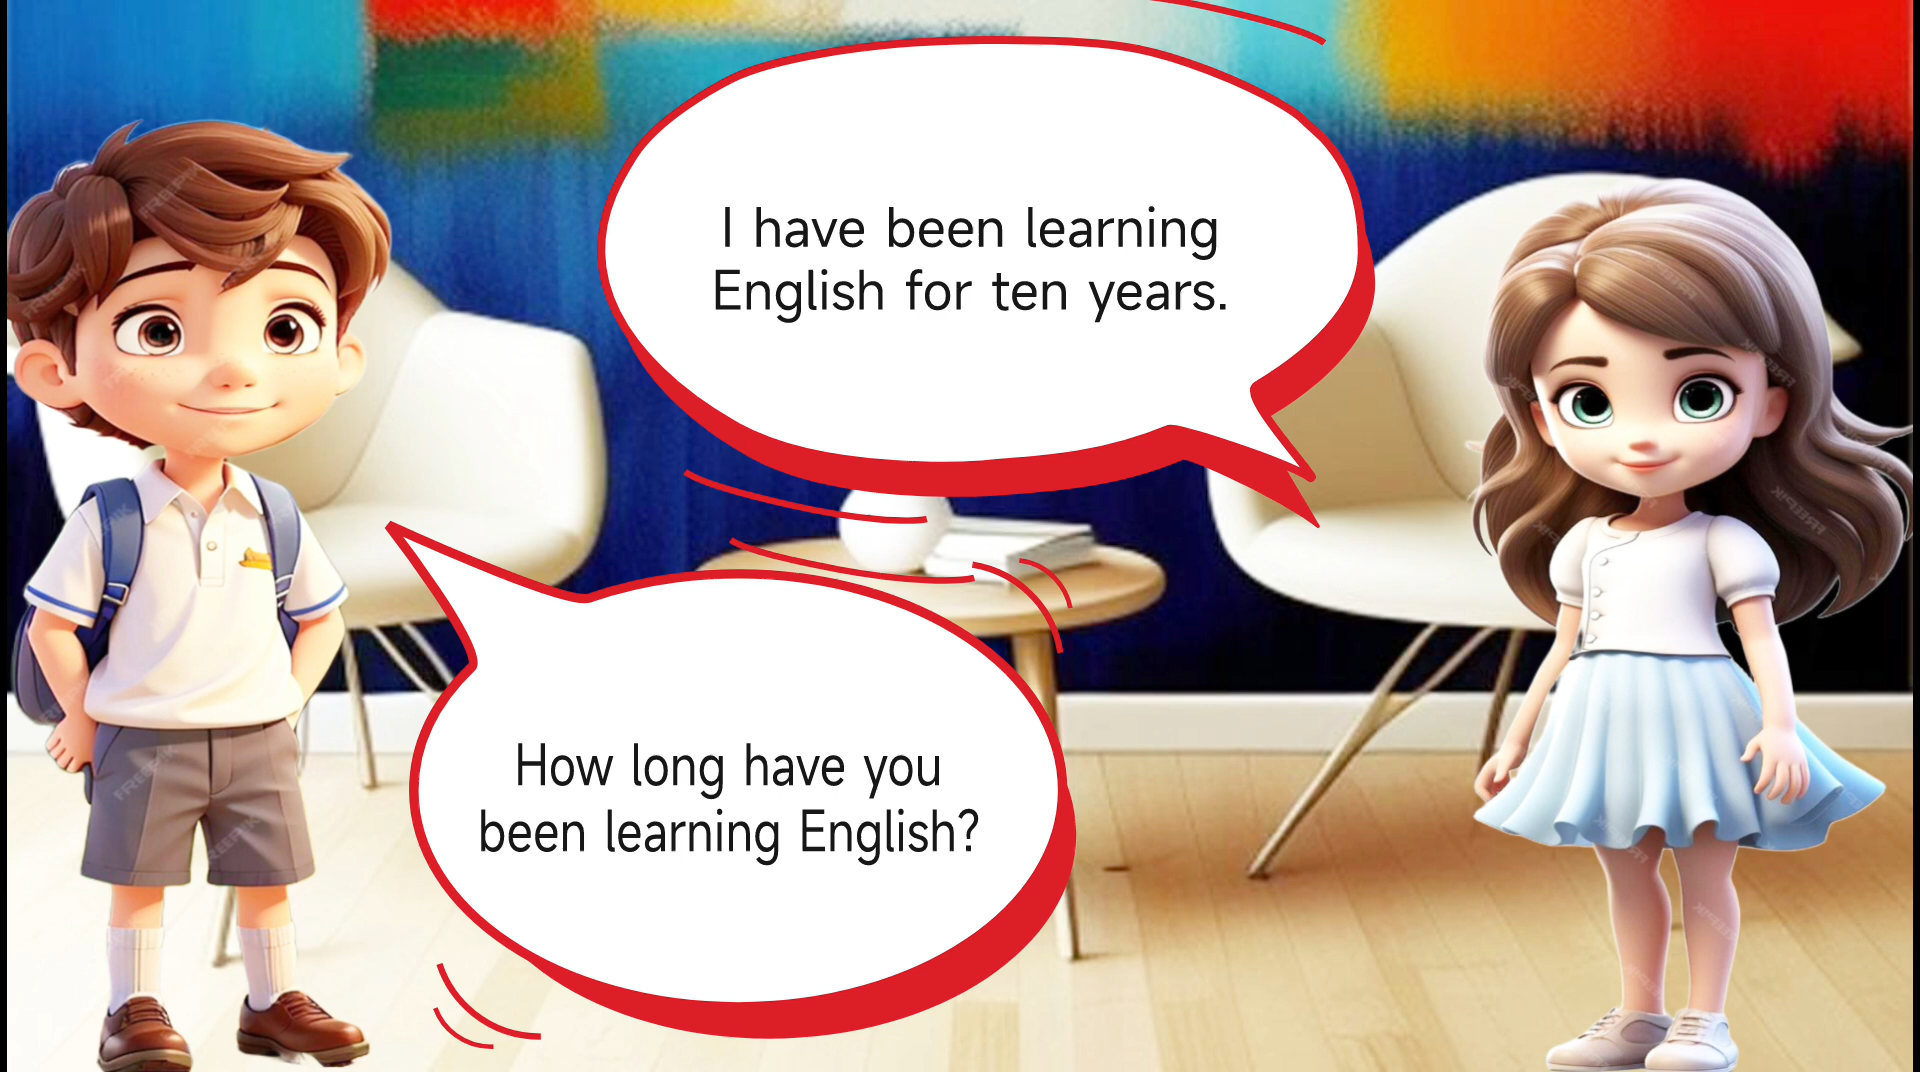 I have been learning
English for ten years.
How long have you
been learning English?